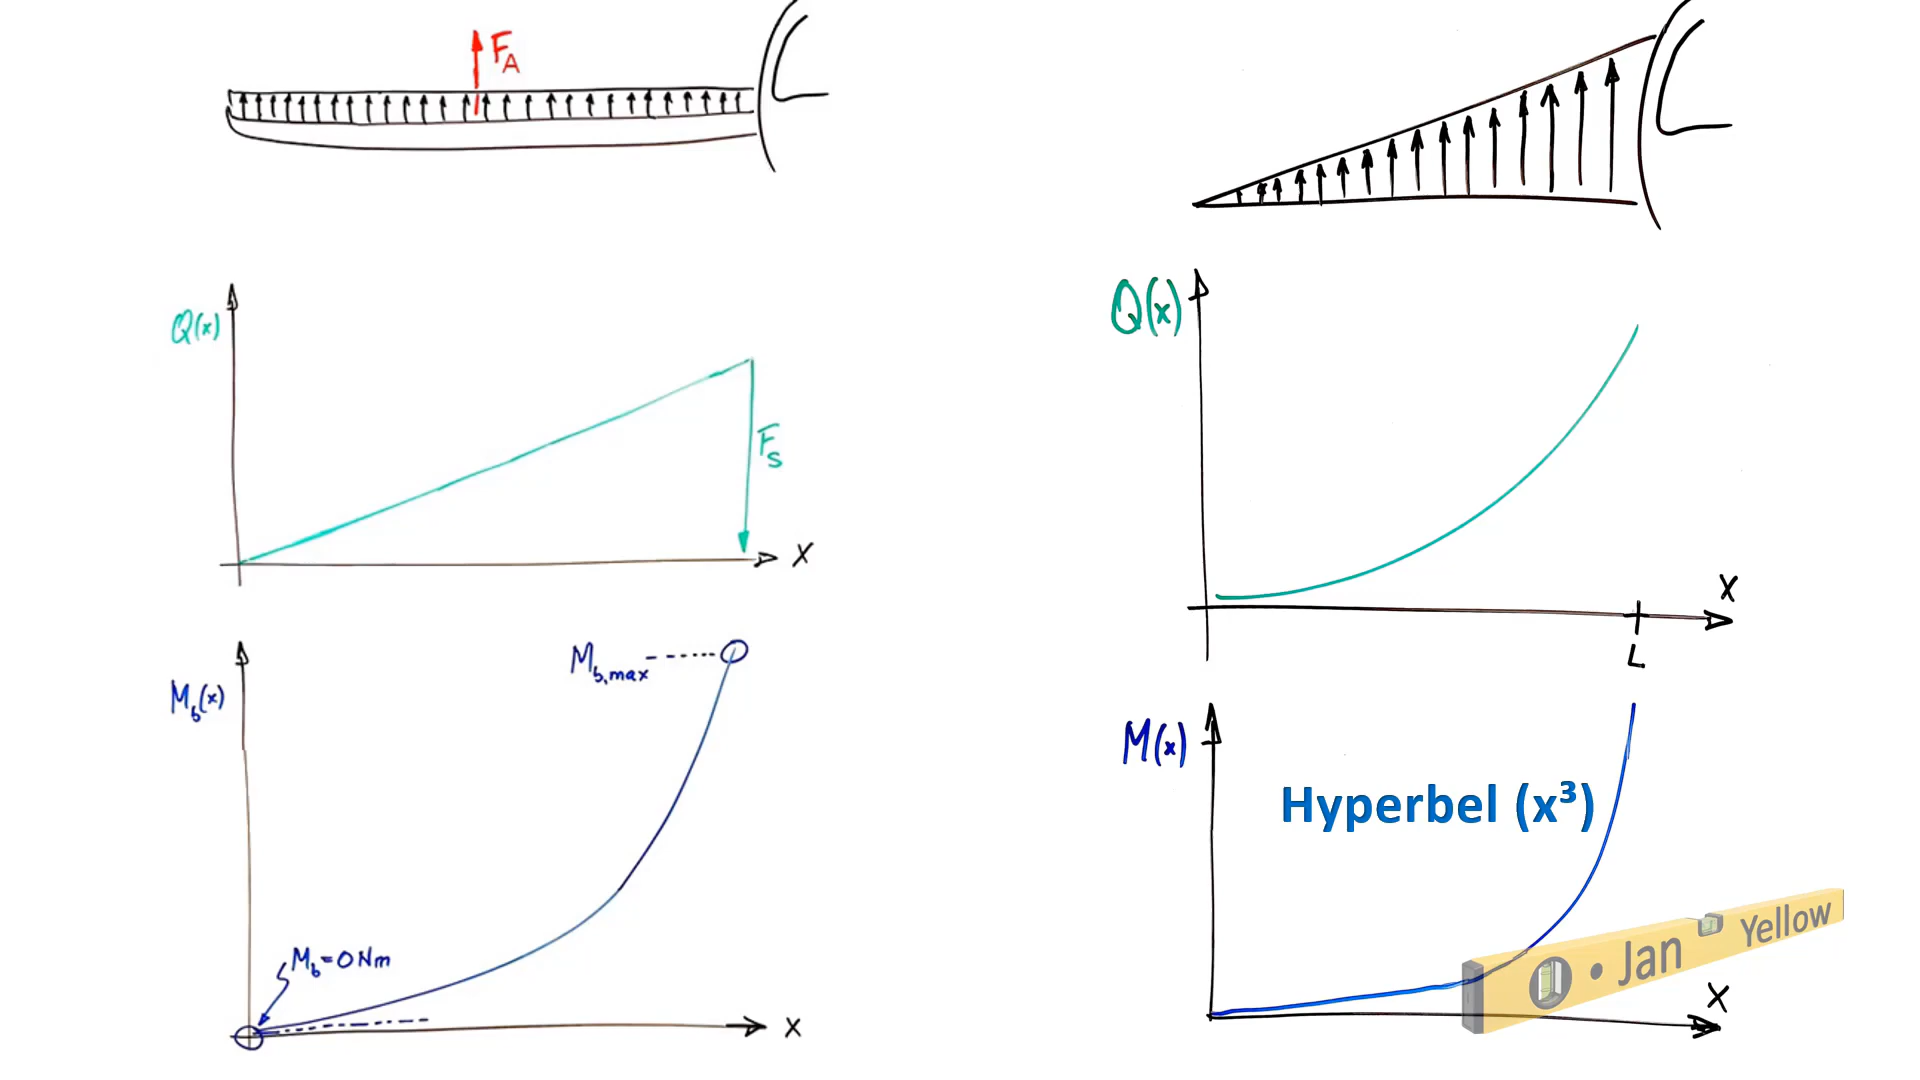 F_A
Q(x)
F_S
x
M_b,max
M_b(x)
M_b=0Nm
x
Q(x)
x
L
M(x)
Hyperbel (x³)
• Jan Yellow
x